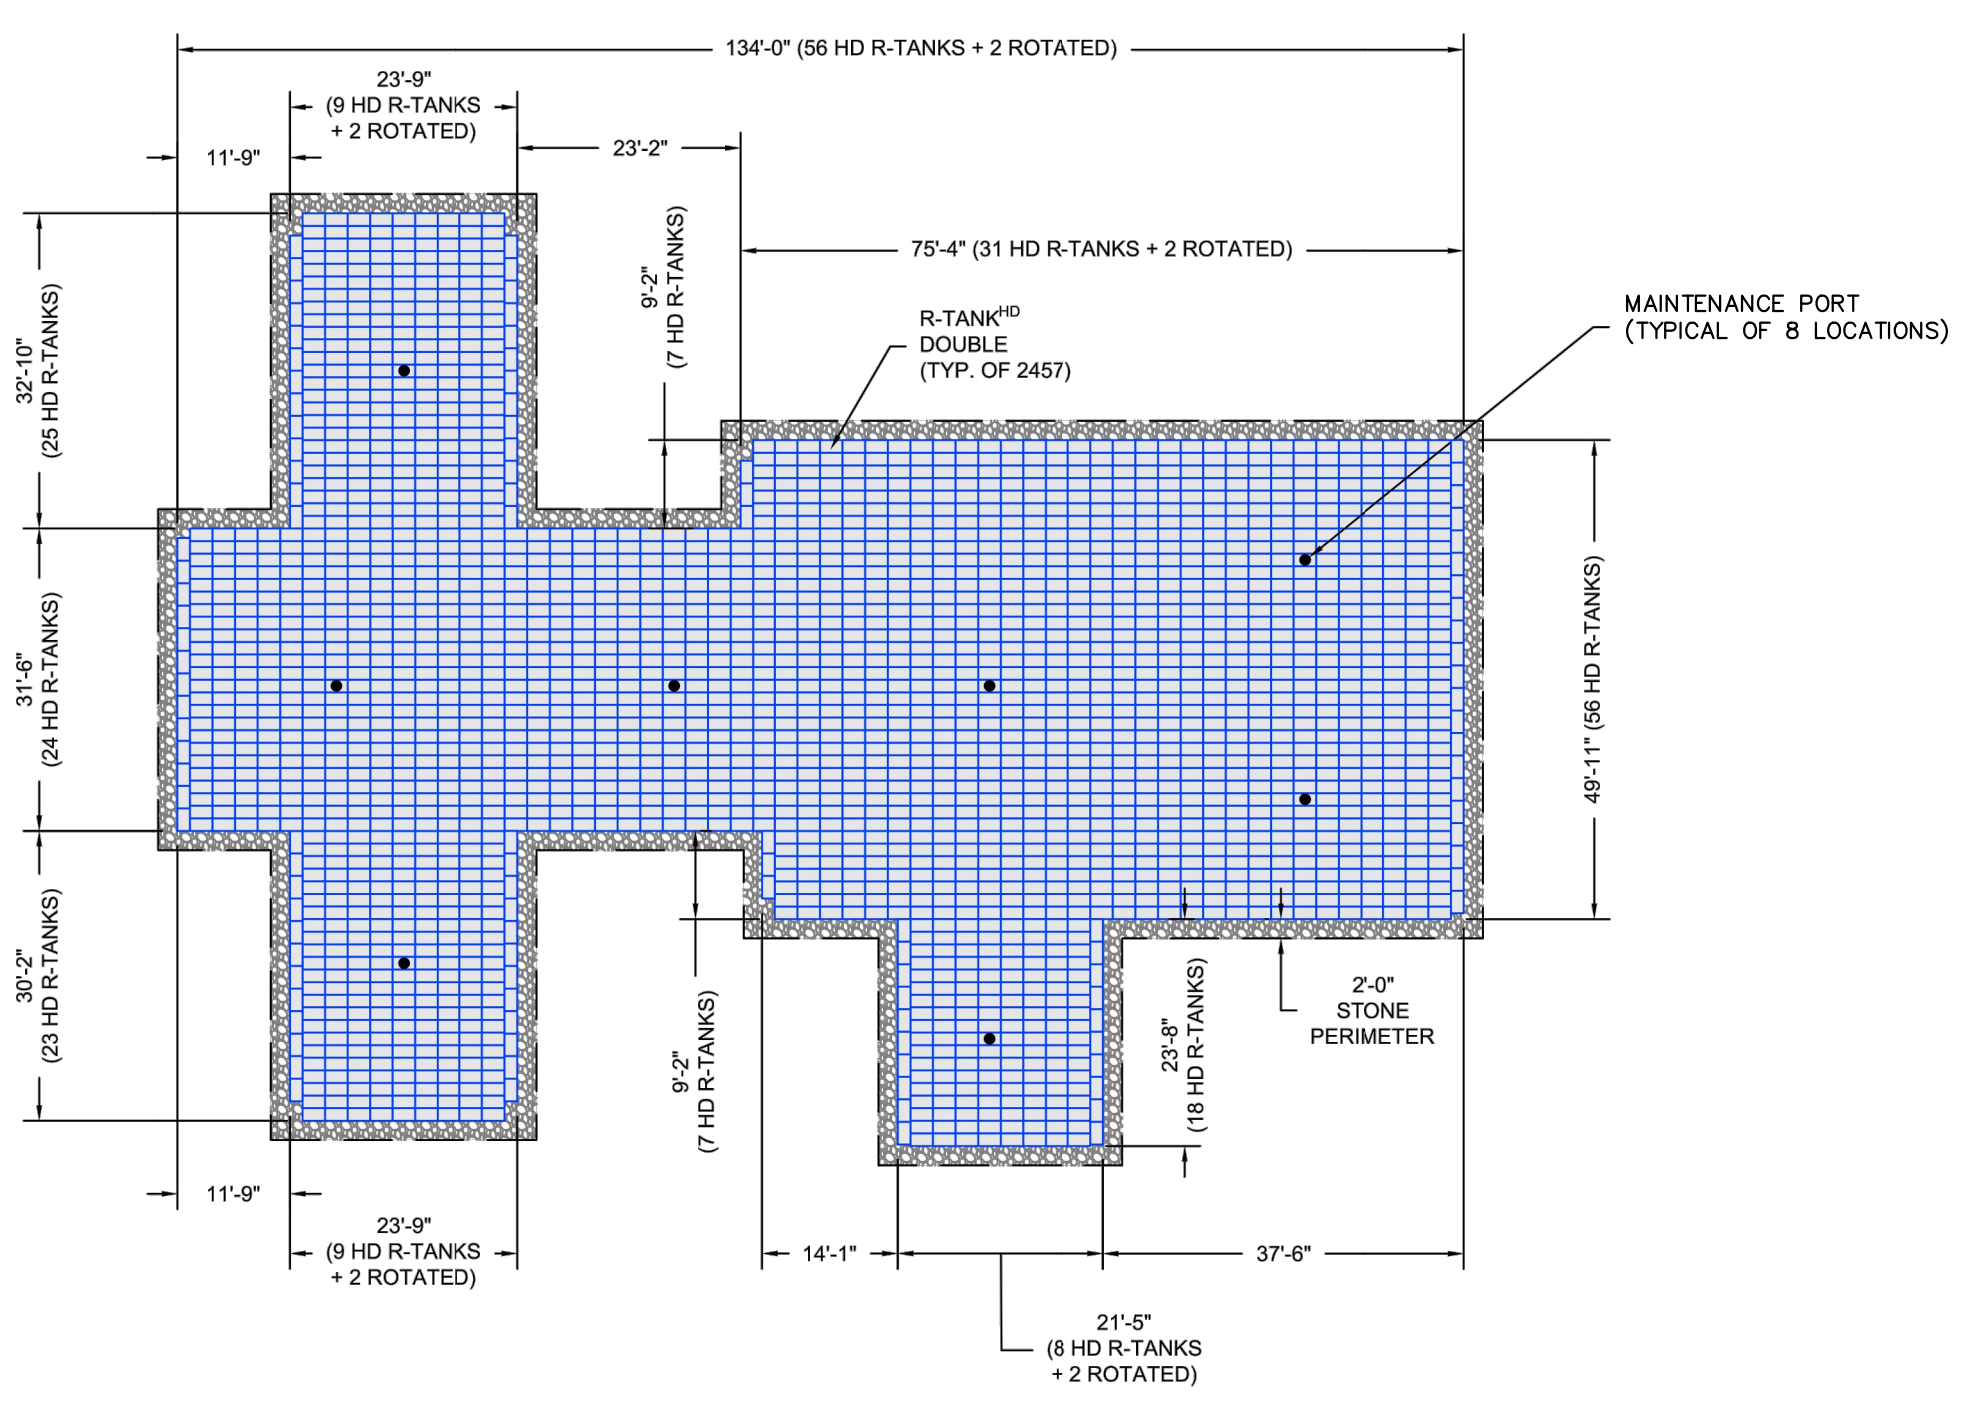 134'-0" (56 HD R-TANKS + 2 ROTATED)
23'-9"
(9 HD R-TANKS
+ 2 ROTATED)
11'-9"
23'-2"
9'-2"
(7 HD R-TANKS)
75'-4" (31 HD R-TANKS + 2 ROTATED)
R-TANKHD
DOUBLE
(TYP. OF 2457)
MAINTENANCE PORT
(TYPICAL OF 8 LOCATIONS)
32'-10"
(25 HD R-TANKS)
31'-6"
(24 HD R-TANKS)
30'-2"
(23 HD R-TANKS)
49'-11" (56 HD R-TANKS)
9'-2"
(7 HD R-TANKS)
23'-8"
(18 HD R-TANKS)
2'-0"
STONE
PERIMETER
11'-9"
23'-9"
(9 HD R-TANKS
+ 2 ROTATED)
14'-1"
37'-6"
21'-5"
(8 HD R-TANKS
+ 2 ROTATED)